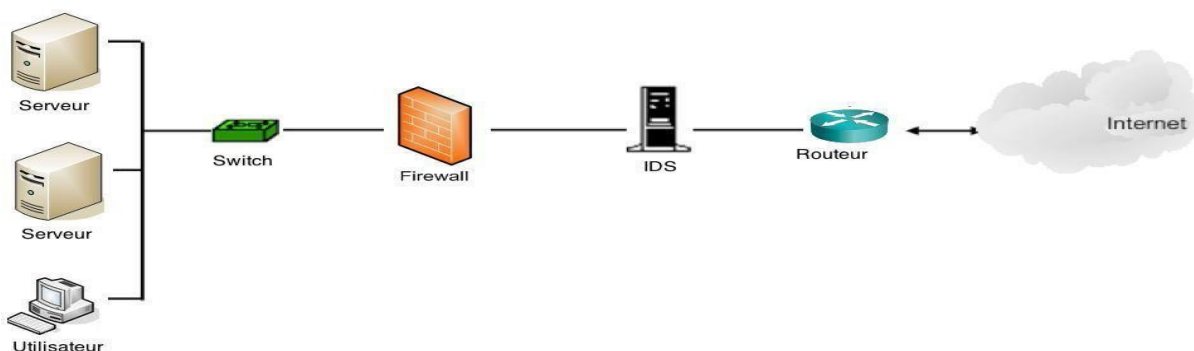 Serveur
Serveur
Utilisateur
Switch
Firewall
IDS
Routeur
Internet